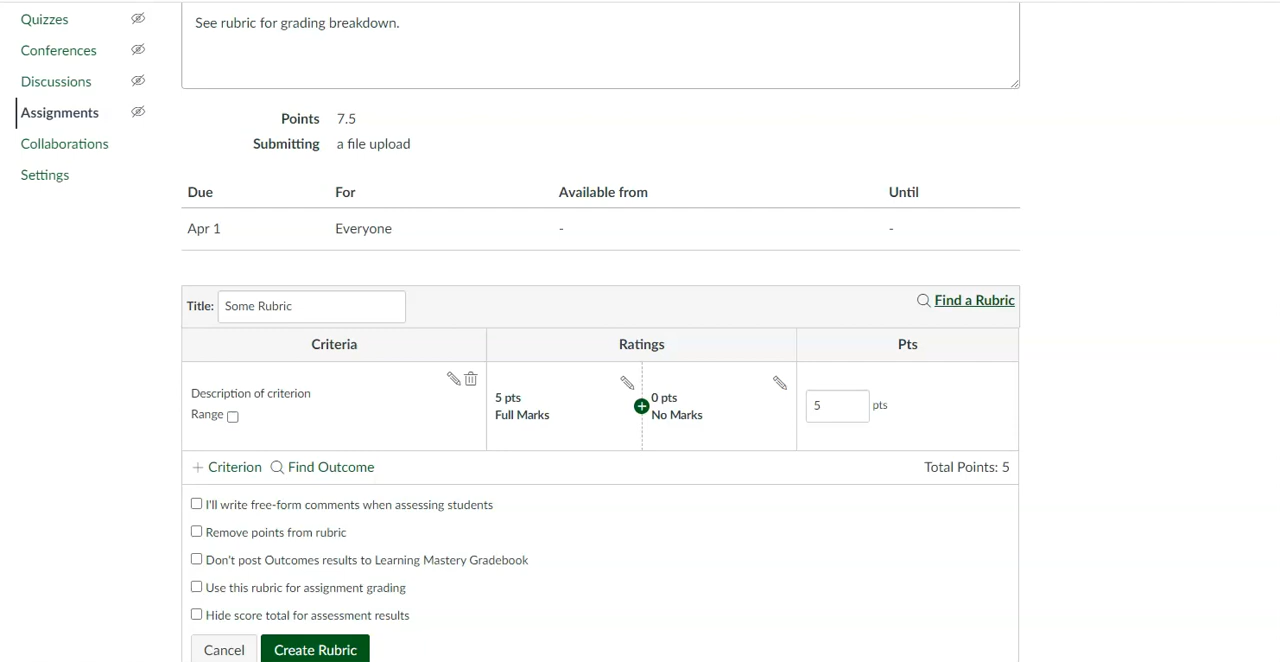 Quizzes
See rubric for grading breakdown.
Conferences
Discussions
Assignments
Collaborations
Settings
Points 7.5
Submitting a file upload
Due For Available from Until
Apr 1 Everyone - -
Title: Some Rubric Find a Rubric
Criteria Ratings Pts
Description of criterion
Range
5 pts
Full Marks
0 pts
No Marks
5 pts
Criterion Find Outcome Total Points: 5
I'll write free-form comments when assessing students
Remove points from rubric
Don't post Outcomes results to Learning Mastery Gradebook
Use this rubric for assignment grading
Hide score total for assessment results
Cancel Create Rubric